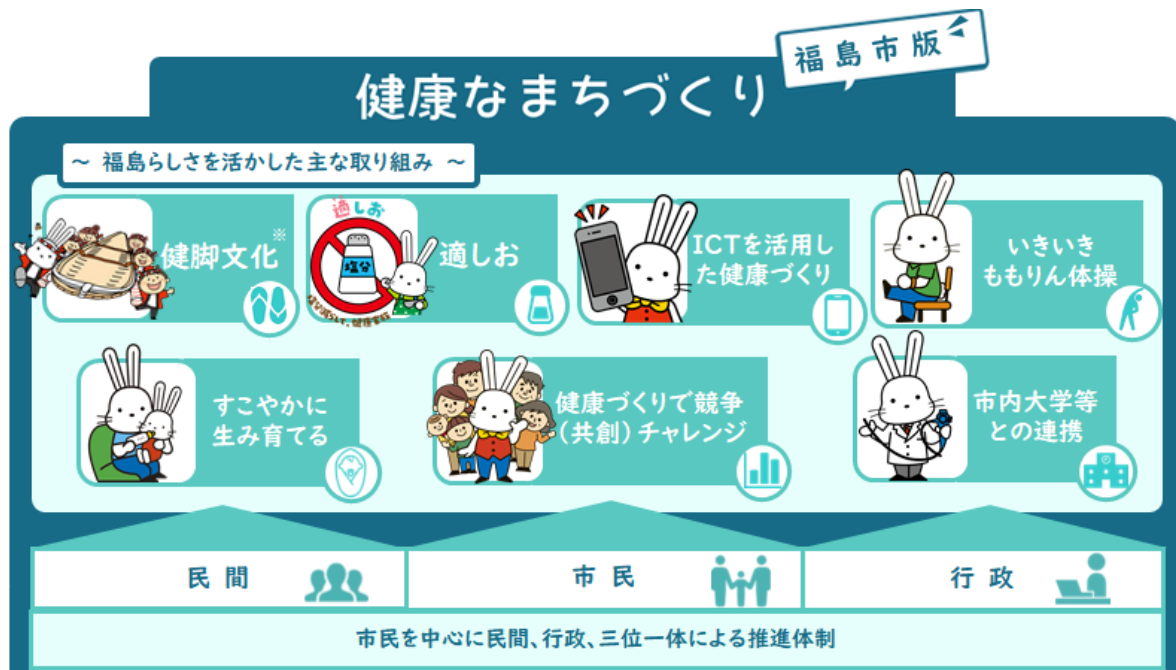 福島市版
健康なまちづくり
～ 福島らしさを活かした主な取り組み ～
健脚文化※
適しお
塩分
適しお
ICTを活用し
た健康づくり
いきいき
ももりん体操
すこやかに
生み育てる
健康づくりで競争
(共創)チャレンジ
市内大学等
との連携
民間
市民
行政
市民を中心に民間、行政、三位一体による推進体制